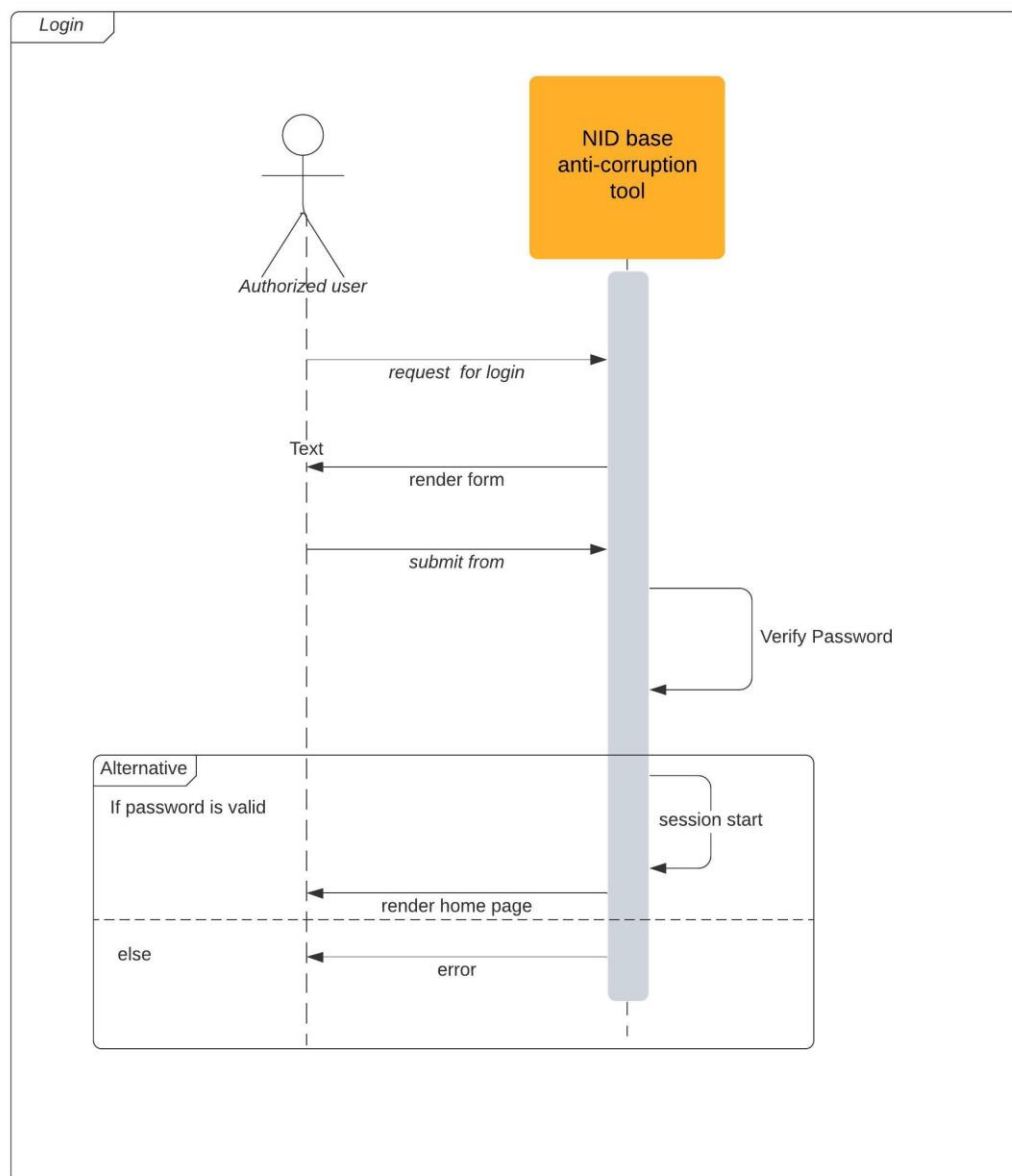 Login
NID base
anti-corruption
tool
Authorized user
request  for login
Text
render form
submit from
Verify Password
Alternative
If password is valid
session start
render home page
else
error